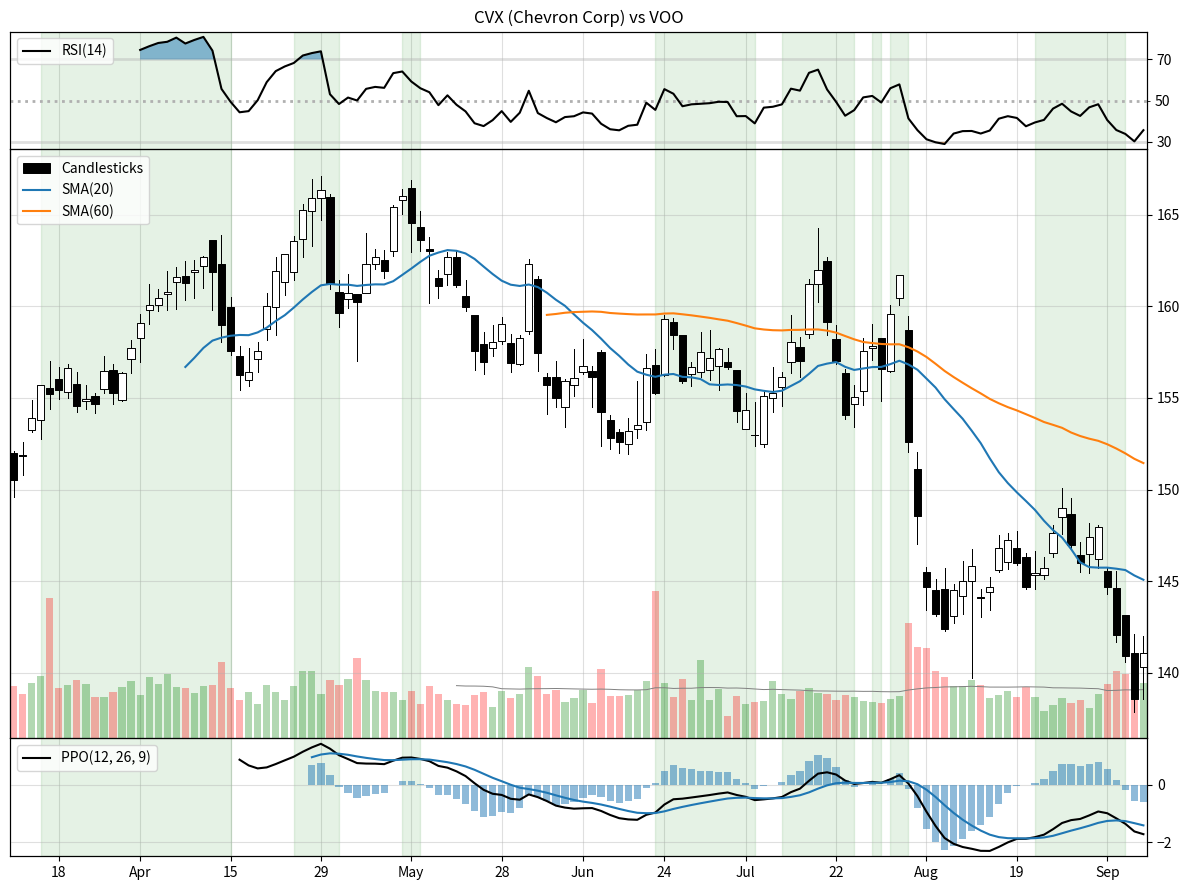 CVX (Chevron Corp) vs VOO
RSI(14)
70
50
30
Candlesticks
SMA(20)
SMA(60)
165
160
155
150
145
140
PPO(12, 26, 9)
0
−2
18 Apr 15 29 May 28 Jun 24 Jul 22 Aug 19 Sep